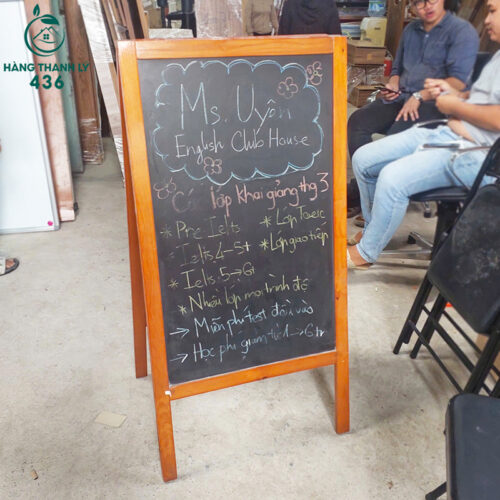 HÀNG THANH LÝ
436
Ms. Uyên
English Club House
Các lớp khai giảng thg 3
* Pre Ielts
* Lớp Toeic
* Ielts 4-5+
* Lớp giao tiếp
* Ielts 5→6+
* Nhiều lớp mọi trình độ
→ Miễn phí test đầu vào
→ Học phí giảm từ 1→6tr